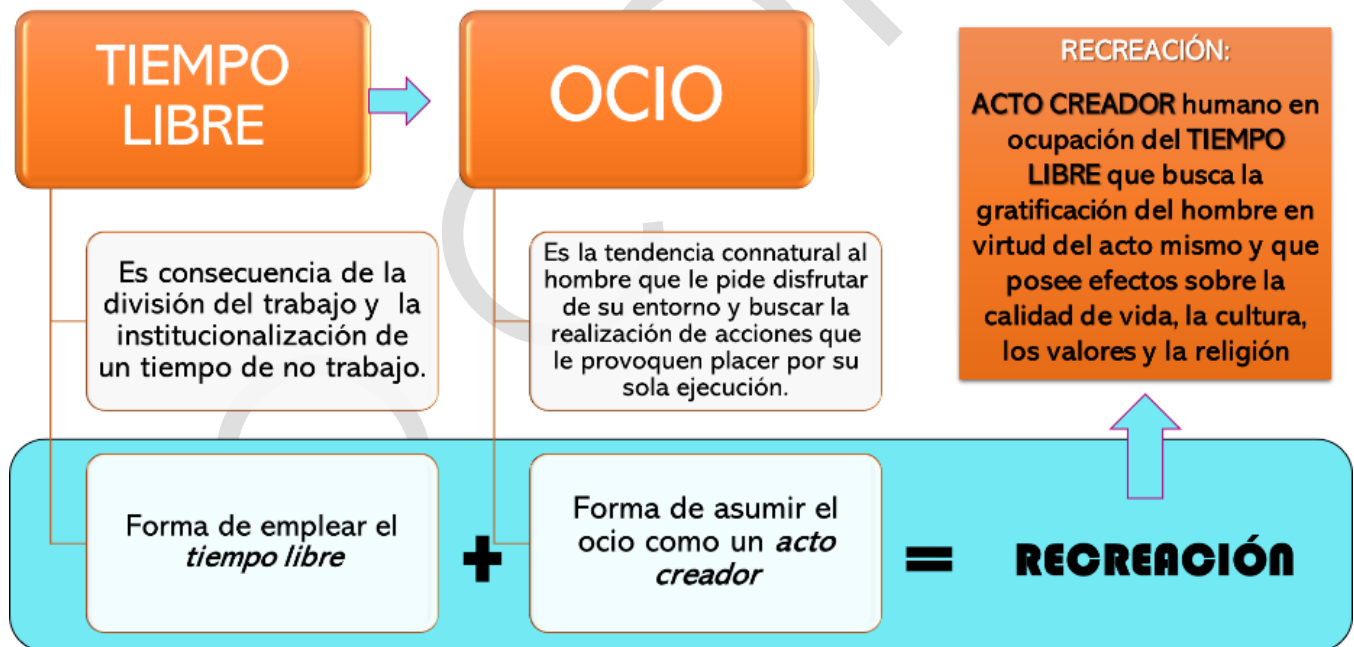 TIEMPO
LIBRE
OCIO
RECREACIÓN:
ACTO CREADOR humano en
ocupación del TIEMPO
LIBRE que busca la
gratificación del hombre en
virtud del acto mismo y que
posee efectos sobre la
calidad de vida, la cultura,
los valores y la religión
Es consecuencia de la
división del trabajo y la
institucionalización de
un tiempo de no trabajo.
Es la tendencia connatural al
hombre que le pide disfrutar
de su entorno y buscar la
realización de acciones que
le provoquen placer por su
sola ejecución.
Forma de emplear el
tiempo libre
+
Forma de asumir el
ocio como un acto
creador
=
RECREACIÓN